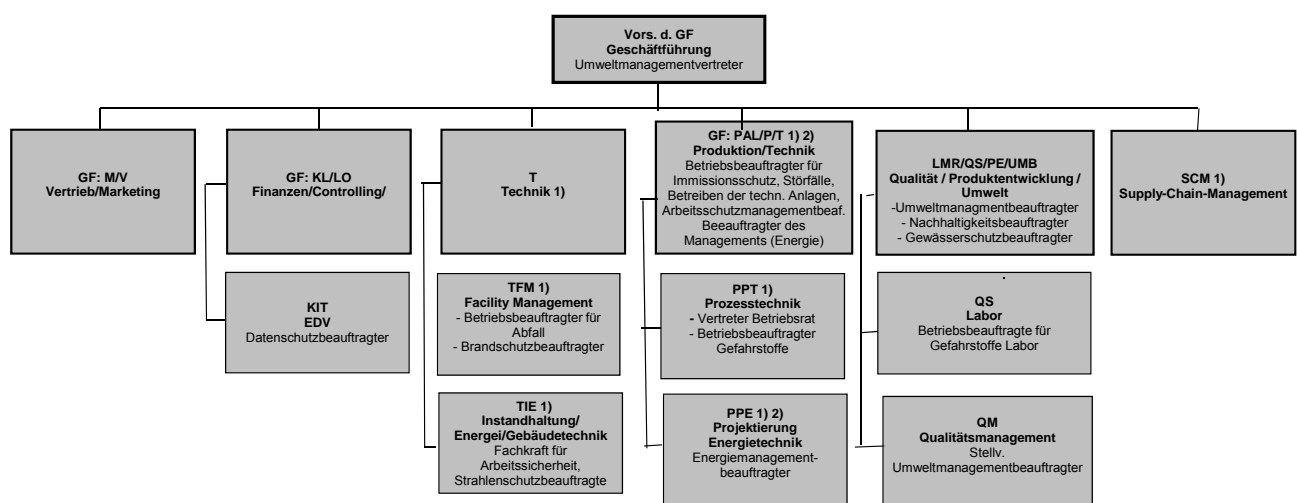 Vors. d. GF
Geschäftführung
Umweltmanagementvertreter
GF: M/V
Vertrieb/Marketing
GF: KL/LO
Finanzen/Controlling/
T
Technik 1)
GF: PAL/P/T 1) 2)
Produktion/Technik
Betriebsbeauftragter für
Immissionsschutz, Störfälle,
Betreiben der techn. Anlagen,
Arbeitsschutzmanagementbeaf.
Beeauftragter des
Managements (Energie)
LMR/QS/PE/UMB
Qualität / Produktentwicklung /
Umwelt
-Umweltmanagmentbeauftragter
- Nachhaltigkeitsbeauftragter
- Gewässerschutzbeauftragter
SCM 1)
Supply-Chain-Management
KIT
EDV
Datenschutzbeauftragter
TFM 1)
Facility Management
- Betriebsbeauftragter für
Abfall
- Brandschutzbeauftragter
PPT 1)
Prozesstechnik
- Vertreter Betriebsrat
- Betriebsbeauftragter
Gefahrstoffe
QS
Labor
Betriebsbeauftragte für
Gefahrstoffe Labor
TIE 1)
Instandhaltung/
Energei/Gebäudetechnik
Fachkraft für
Arbeitssicherheit,
Strahlenschutzbeauftragte
PPE 1) 2)
Projektierung
Energietechnik
Energiemanagement-
beauftragter
QM
Qualitätsmanagement
Stellv.
Umweltmanagementbeauftragter